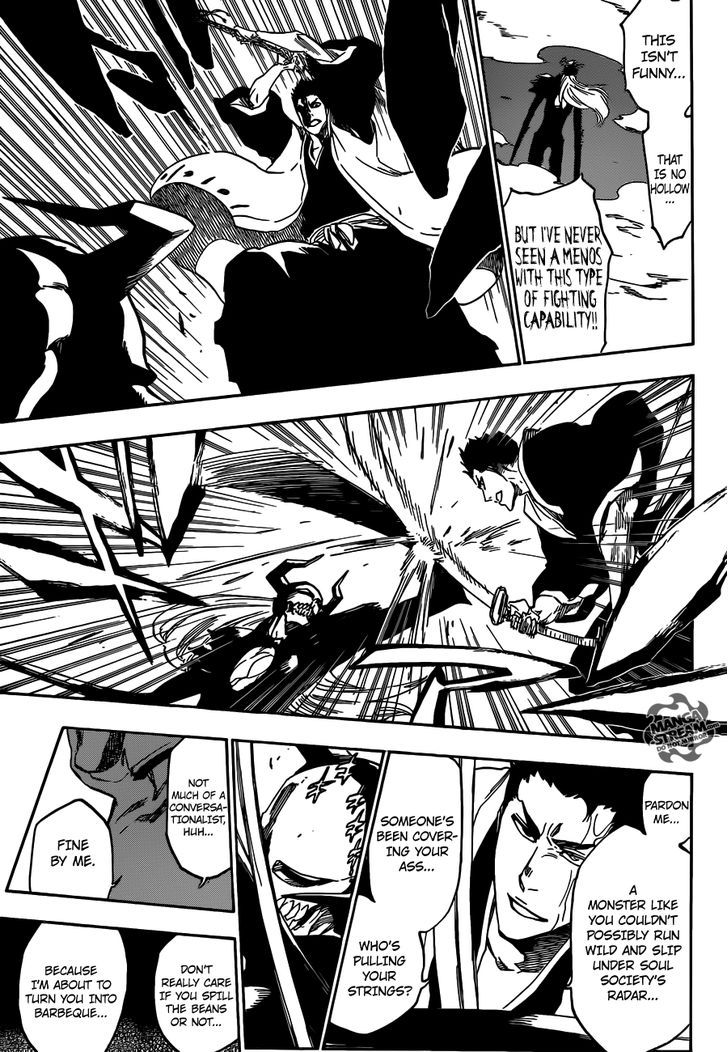 THIS
ISN'T
FUNNY...
THAT
IS NO
HOLLOW
...
BUT I'VE NEVER
SEEN A MENOS
WITH THIS TYPE
OF FIGHTING
CAPABILITY!!
MANGA
STREAM
PARDON
ME...
A
MONSTER LIKE
YOU COULDN'T
POSSIBLY RUN
WILD AND SLIP
UNDER SOUL
SOCIETY'S
RADAR...
SOMEONE'S
BEEN COVER-
ING YOUR
ASS...
WHO'S
PULLING
YOUR
STRINGS?
NOT
MUCH OF A
CONVERSA-
TIONALIST,
HUH...
FINE
BY ME.
DON'T
REALLY CARE
IF YOU SPILL
THE BEANS
OR NOT...
BECAUSE
I'M ABOUT TO
TURN YOU INTO
BARBEQUE...